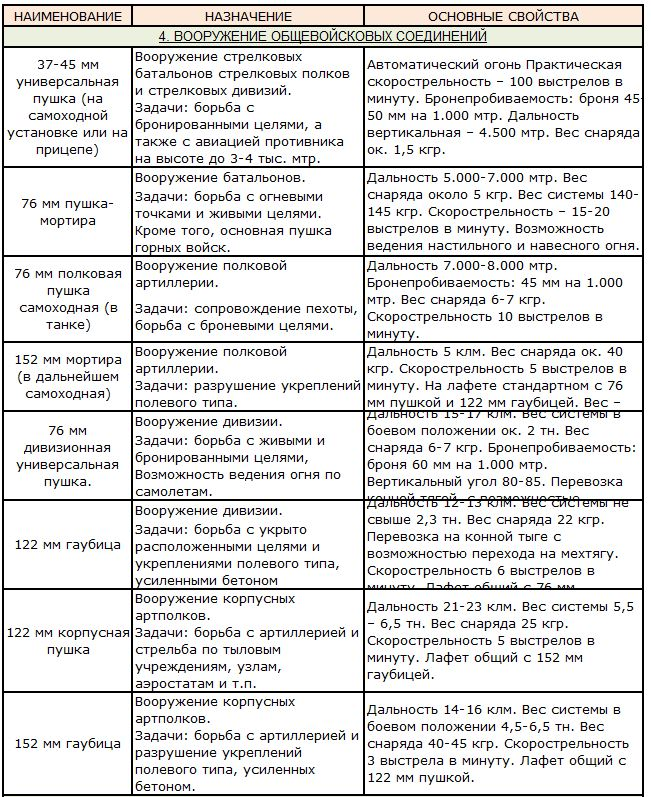 НАИМЕНОВАНИЕ
НАЗНАЧЕНИЕ
ОСНОВНЫЕ СВОЙСТВА
4. ВООРУЖЕНИЕ ОБЩЕВОЙСКОВЫХ СОЕДИНЕНИЙ
37-45 мм
универсальная
пушка (на
самоходной
установке или на
прицепе)
Вооружение стрелковых
батальонов стрелковых полков
и стрелковых дивизий.
Задачи: борьба с
бронированными целями, а
также с авиацией противника
на высоте до 3-4 тыс. мтр.
Автоматический огонь Практическая
скорострельность – 100 выстрелов в
минуту. Бронепробиваемость: броня 45-
50 мм на 1.000 мтр. Дальность
вертикальная – 4.500 мтр. Вес снаряда
ок. 1,5 кгр.
76 мм пушка-
мортира
Вооружение батальонов.
Задачи: борьба с огневыми
точками и живыми целями.
Кроме того, основная пушка
горных войск.
Дальность 5.000-7.000 мтр. Вес
снаряда около 5 кгр. Вес системы 140-
145 кгр. Скорострельность – 15-20
выстрелов в минуту. Возможность
ведения настильного и навесного огня.
76 мм полковая
пушка
самоходная (в
танке)
Вооружение полковой
артиллерии.
Задачи: сопровождение пехоты,
борьба с броневыми целями.
Дальность 7.000-8.000 мтр.
Бронепробиваемость: 45 мм на 1.000
мтр. Вес снаряда 6-7 кгр.
Скорострельность 10 выстрелов в
минуту.
152 мм мортира
(в дальнейшем
самоходная)
Вооружение полковой
артиллерии.
Задачи: разрушение укреплений
полевого типа.
Дальность 5 клм. Вес снаряда ок. 40
кгр. Скорострельность 5 выстрелов в
минуту. На лафете стандартном с 76
мм пушкой и 122 мм гаубицей. Вес –
76 мм
дивизионная
универсальная
пушка.
Вооружение дивизии.
Задачи: борьба с живыми и
бронированными целями,
Возможность ведения огня по
самолетам.
Дальность 15-17 клм. Вес системы в
боевом положении ок. 2 тн. Вес
снаряда 6-7 кгр. Бронепробиваемость:
броня 60 мм на 1.000 мтр.
Вертикальный угол 80-85. Перевозка
конной тягой, с возможностью
122 мм гаубица
Вооружение дивизии.
Задачи: борьба с укрыто
расположенными целями и
укреплениями полевого типа,
усиленными бетоном
Дальность 12-13 клм. Вес системы не
свыше 2,3 тн. Вес снаряда 22 кгр.
Перевозка на конной тяге с
возможностью перехода на мехтягу.
Скорострельность 6 выстрелов в
минуту. Лафет общий с 76 мм
122 мм корпусная
пушка
Вооружение корпусных
артполков.
Задачи: борьба с артиллерией и
стрельба по тыловым
учреждениям, узлам,
аэростатам и т.п.
Дальность 21-23 клм. Вес системы 5,5
– 6,5 тн. Вес снаряда 25 кгр.
Скорострельность 5 выстрелов в
минуту. Лафет общий с 152 мм
гаубицей.
152 мм гаубица
Вооружение корпусных
артполков.
Задачи: борьба с артиллерией и
разрушение укреплений
полевого типа, усиленных
бетоном.
Дальность 14-16 клм. Вес системы в
боевом положении 4,5-6,5 тн. Вес
снаряда 40-45 кгр. Скорострельность
3 выстрела в минуту. Лафет общий с
122 мм пушкой.